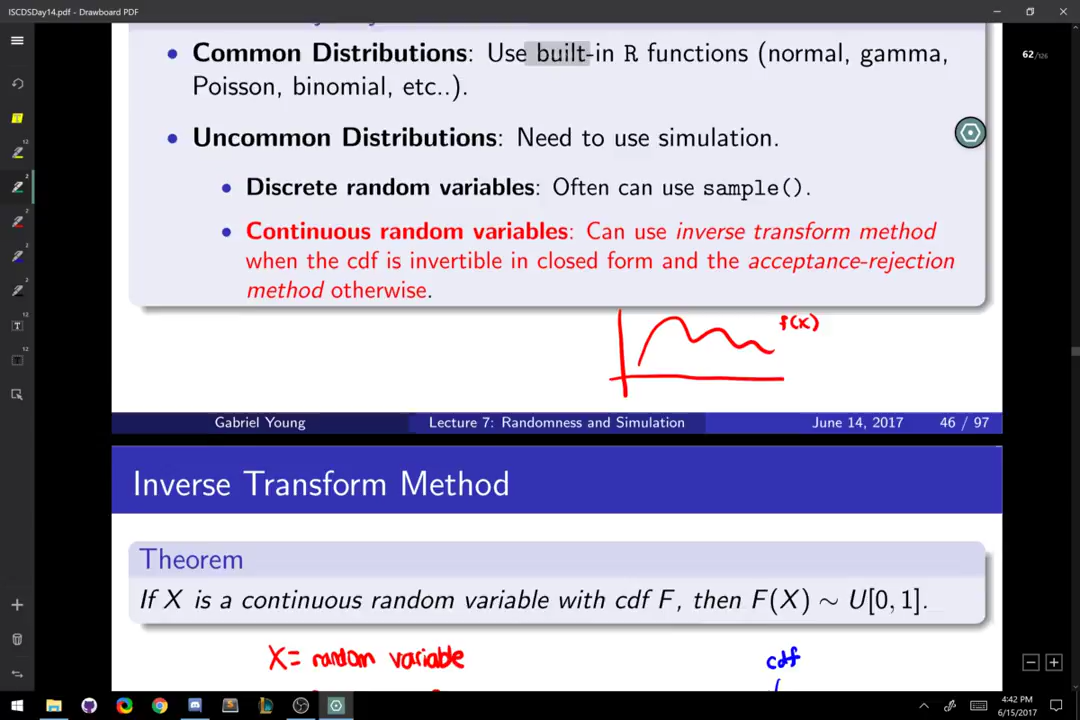 ISCDSDay14.pdf - Drawboard PDF
62/126
• Common Distributions: Use built-in R functions (normal, gamma,
Poisson, binomial, etc..).
• Uncommon Distributions: Need to use simulation.
• Discrete random variables: Often can use sample().
• Continuous random variables: Can use inverse transform method
when the cdf is invertible in closed form and the acceptance-rejection
method otherwise.
f(x)
Gabriel Young Lecture 7: Randomness and Simulation June 14, 2017 46 / 97
Inverse Transform Method
Theorem
If X is a continuous random variable with cdf F, then F(X) ∼ U[0, 1].
X = random variable
cdf
4:42 PM
6/15/2017